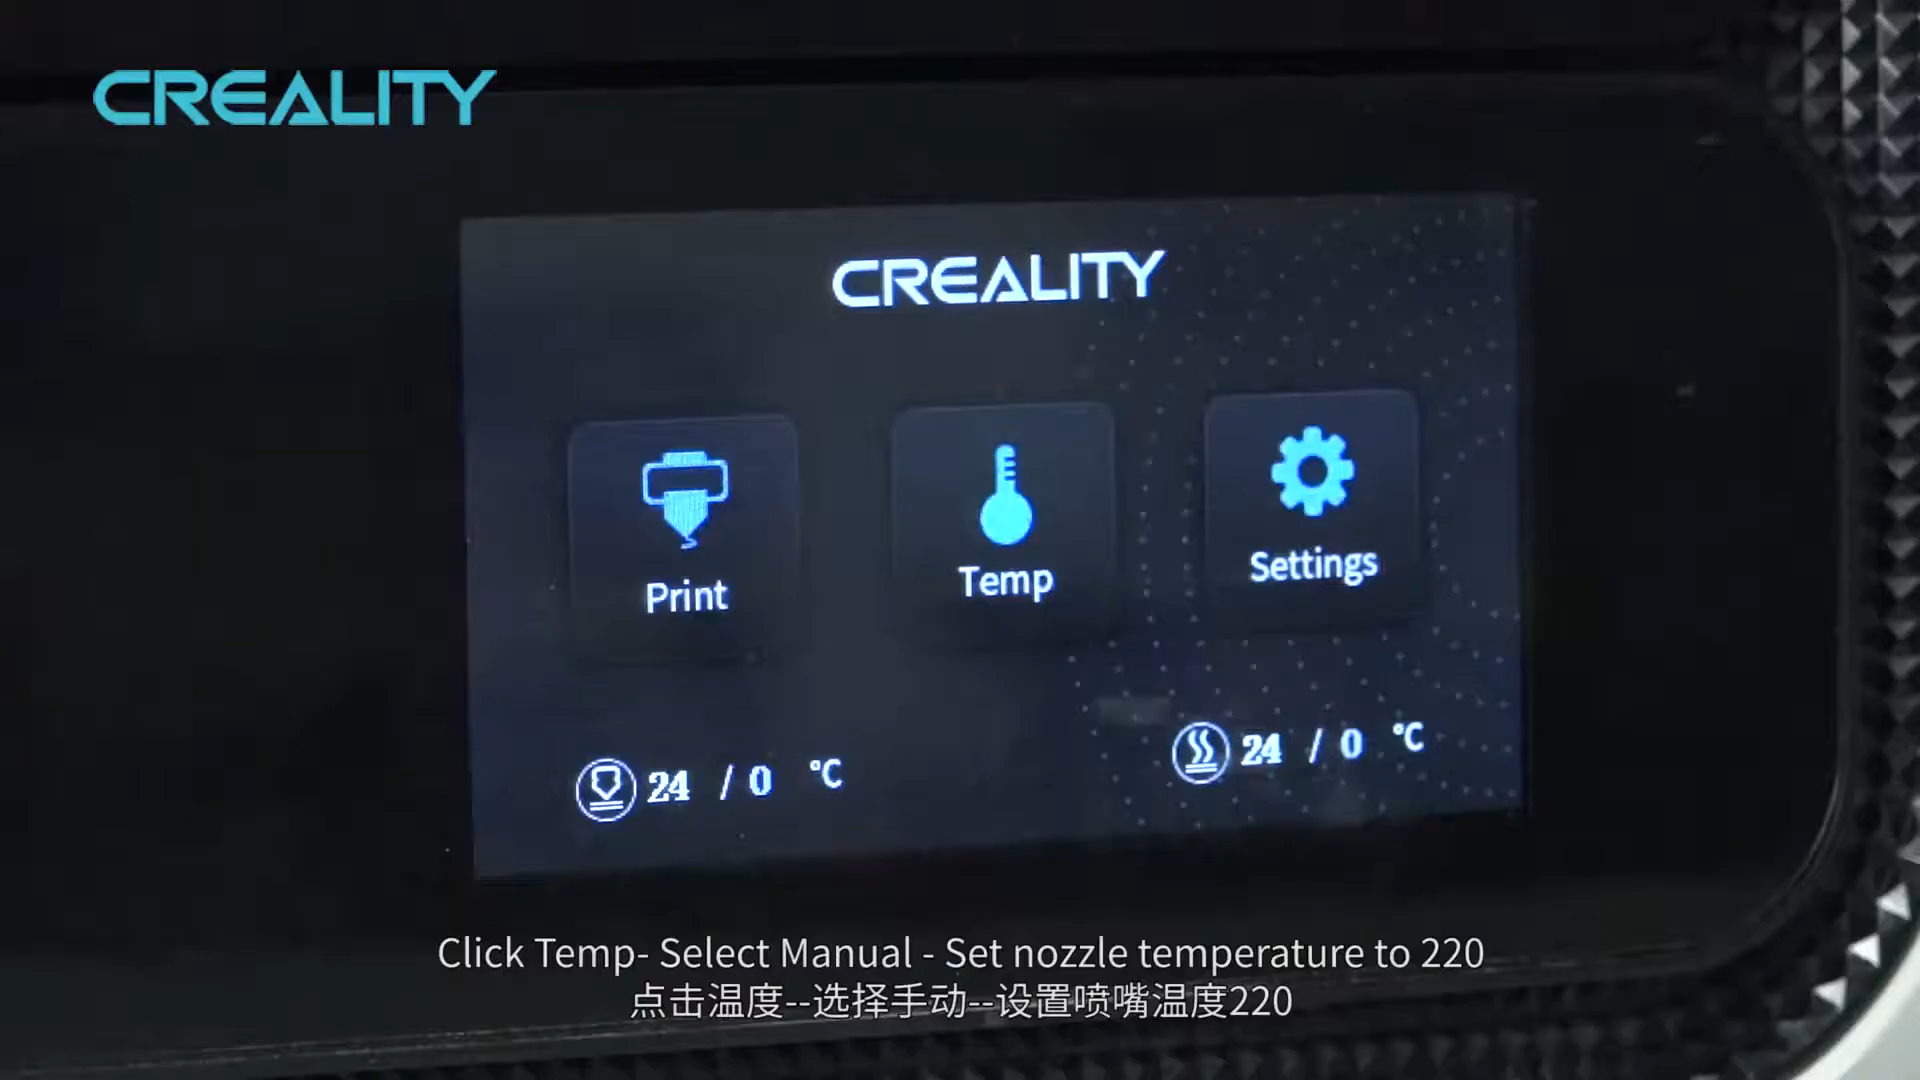 CREALITY
CREALITY
Print
Temp
Settings
24 / 0 °C
24 / 0 °C
Click Temp- Select Manual - Set nozzle temperature to 220
点击温度--选择手动--设置喷嘴温度220